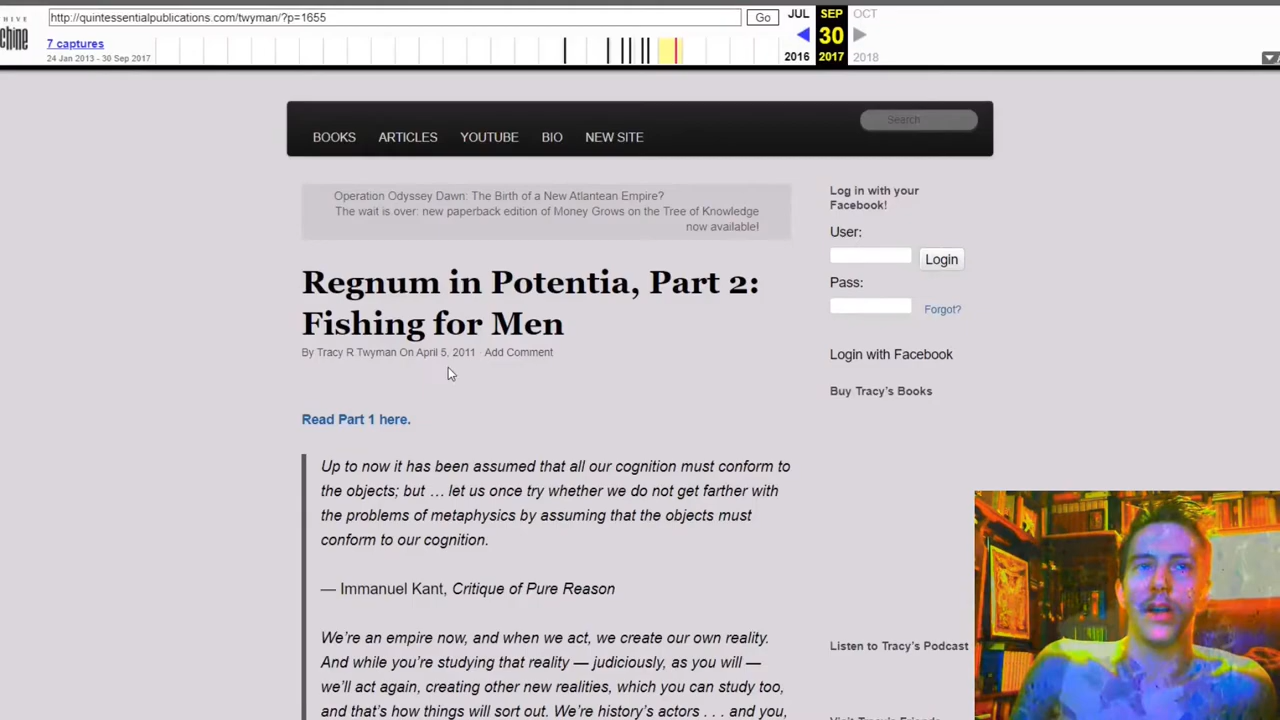 HIVE
chine
http://quintessentialpublications.com/twyman/?p=1655
Go
JUL
SEP
OCT
7 captures
30
24 Jan 2013 - 30 Sep 2017
2016
2017
2018
BOOKS ARTICLES YOUTUBE BIO NEW SITE
Search
Operation Odyssey Dawn: The Birth of a New Atlantean Empire?
The wait is over: new paperback edition of Money Grows on the Tree of Knowledge
now available!
Regnum in Potentia, Part 2:
Fishing for Men
By Tracy R Twyman On April 5, 2011 · Add Comment
Read Part 1 here.
Up to now it has been assumed that all our cognition must conform to
the objects; but … let us once try whether we do not get farther with
the problems of metaphysics by assuming that the objects must
conform to our cognition.
— Immanuel Kant, Critique of Pure Reason
We're an empire now, and when we act, we create our own reality.
And while you're studying that reality — judiciously, as you will —
we'll act again, creating other new realities, which you can study too,
and that's how things will sort out. We're history's actors . . . and you,
Log in with your
Facebook!
User:
Login
Pass:
Forgot?
Login with Facebook
Buy Tracy's Books
Listen to Tracy's Podcast
Visit Tracy's Friends